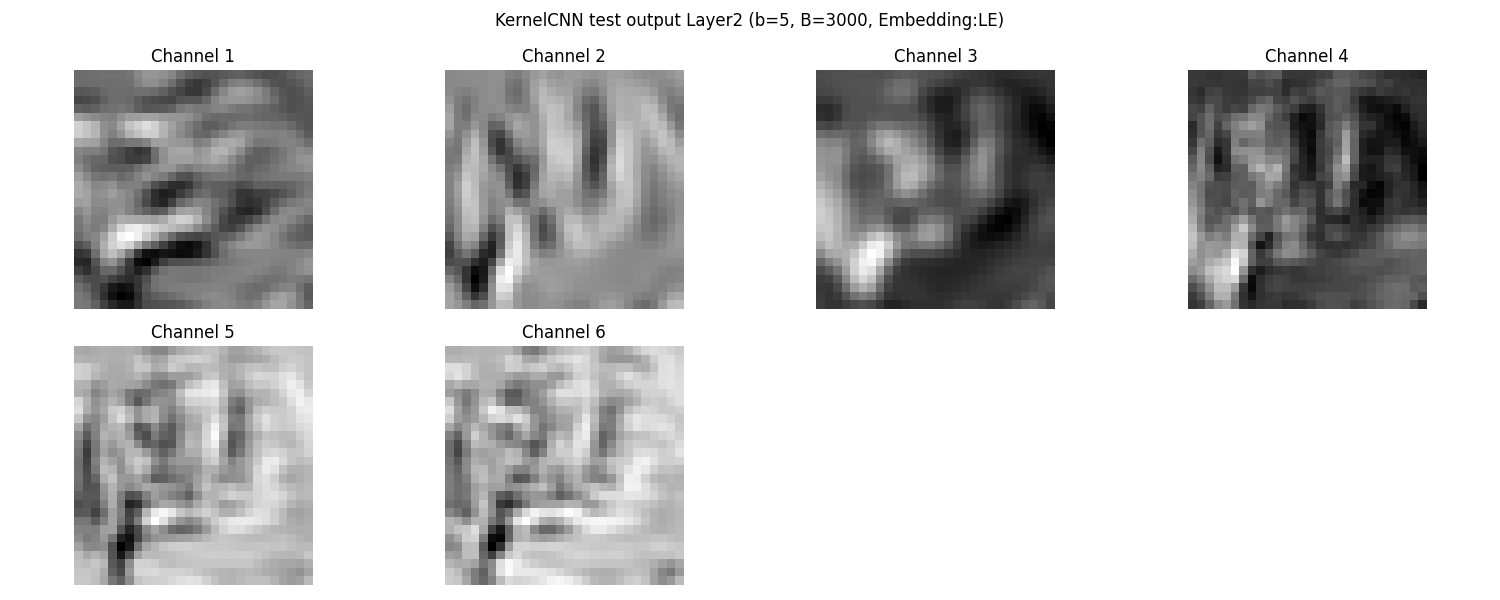 KernelCNN test output Layer2 (b=5, B=3000, Embedding:LE)
Channel 1
Channel 2
Channel 3
Channel 4
Channel 5
Channel 6